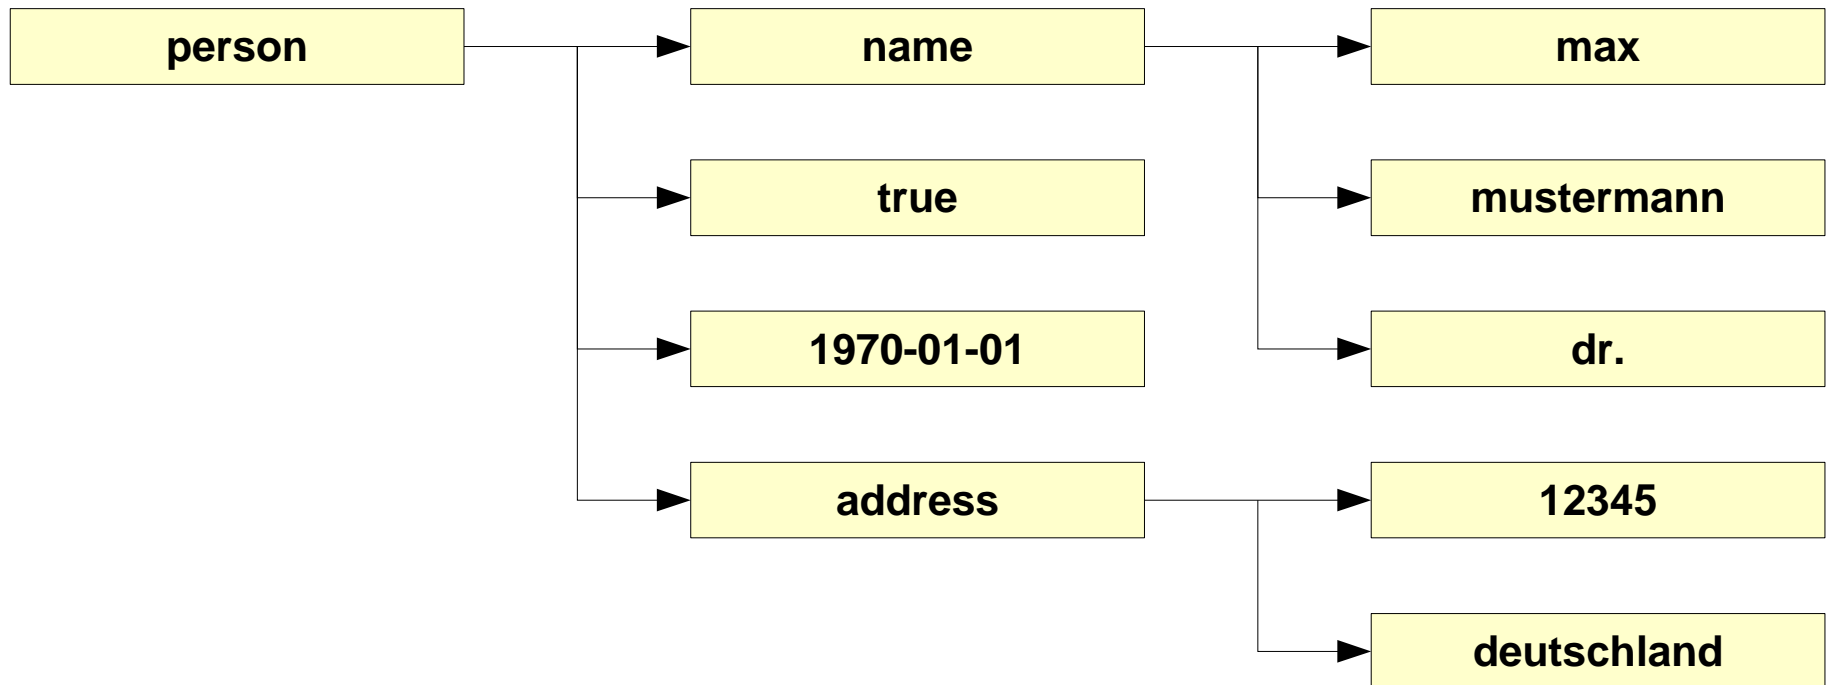 person
name
max
true
mustermann
1970-01-01
dr.
address
12345
deutschland